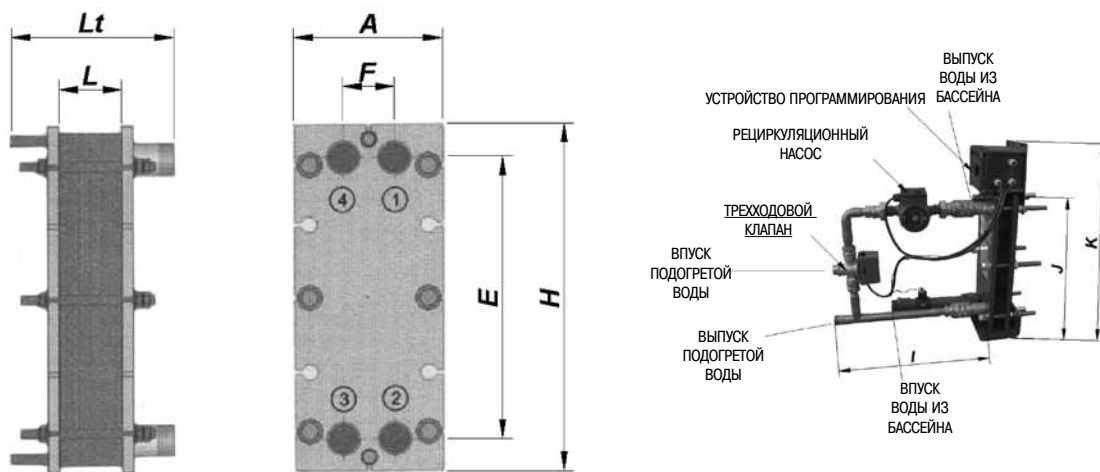 Lt
L
A
F
4
1
E
H
3
2
ВЫПУСК
ВОДЫ ИЗ
БАССЕЙНА
УСТРОЙСТВО ПРОГРАММИРОВАНИЯ
РЕЦИРКУЛЯЦИОННЫЙ
НАСОС
ТРЕХХОДОВОЙ
КЛАПАН
ВПУСК
ПОДОГРЕТОЙ
ВОДЫ
ВЫПУСК
ПОДОГРЕТОЙ
ВОДЫ
ВПУСК
ВОДЫ ИЗ
БАССЕЙНА
I
J
K